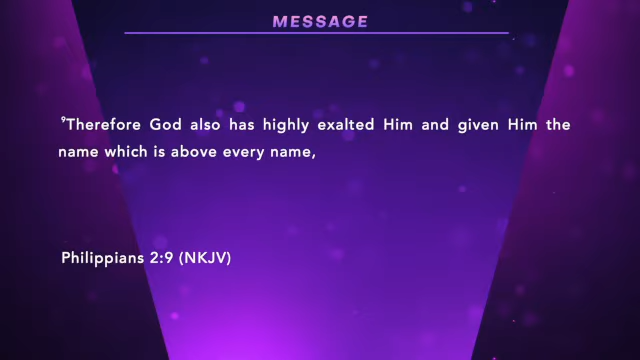 MESSAGE
⁹Therefore God also has highly exalted Him and given Him the
name which is above every name,
Philippians 2:9 (NKJV)